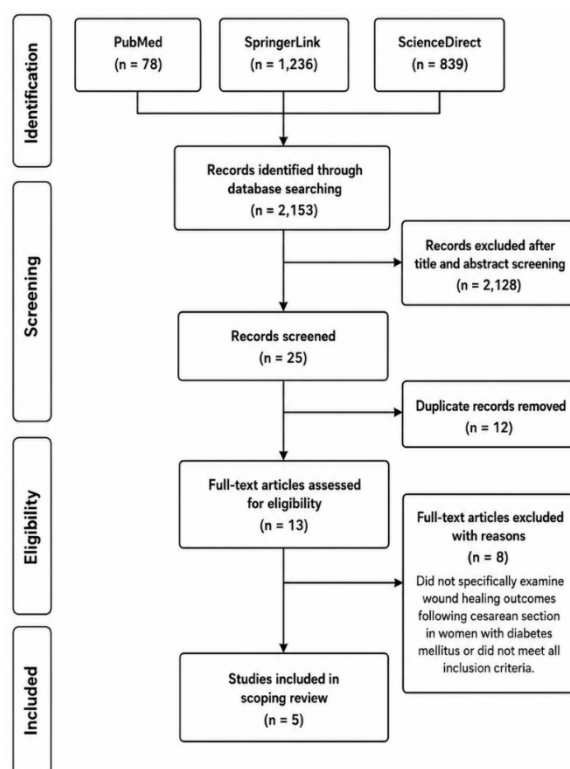 PubMed
(n = 78)
SpringerLink
(n = 1,236)
ScienceDirect
(n = 839)
Identification
Records identified through
database searching
(n = 2,153)
Screening
Records excluded after
title and abstract screening
(n = 2,128)
Records screened
(n = 25)
Duplicate records removed
(n = 12)
Eligibility
Full-text articles assessed
for eligibility
(n = 13)
Full-text articles excluded
with reasons
(n = 8)
Did not specifically examine
wound healing outcomes
following cesarean section
in women with diabetes
mellitus or did not meet all
inclusion criteria.
Included
Studies included in
scoping review
(n = 5)